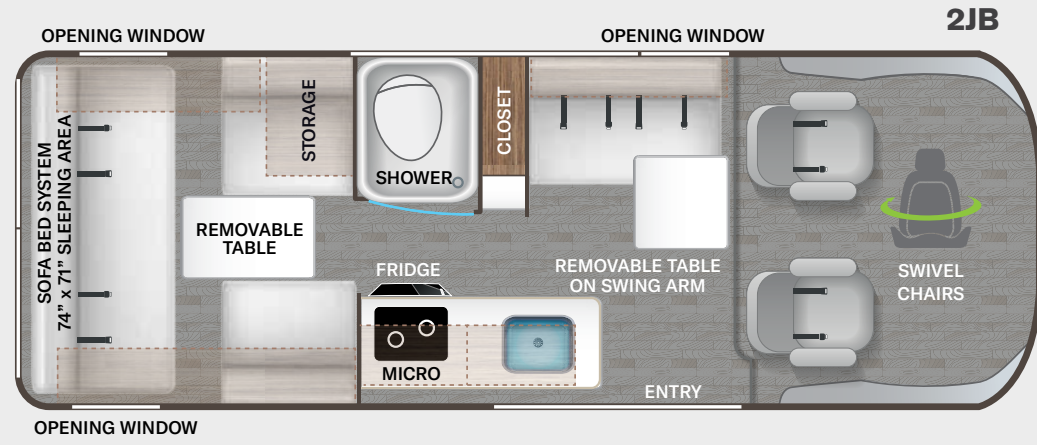 2JB
OPENING WINDOW
OPENING WINDOW
SOFA BED SYSTEM
74” x 71” SLEEPING AREA
STORAGE
SHOWER
CLOSET
REMOVABLE
TABLE
FRIDGE
REMOVABLE TABLE
ON SWING ARM
SWIVEL
CHAIRS
MICRO
ENTRY
OPENING WINDOW